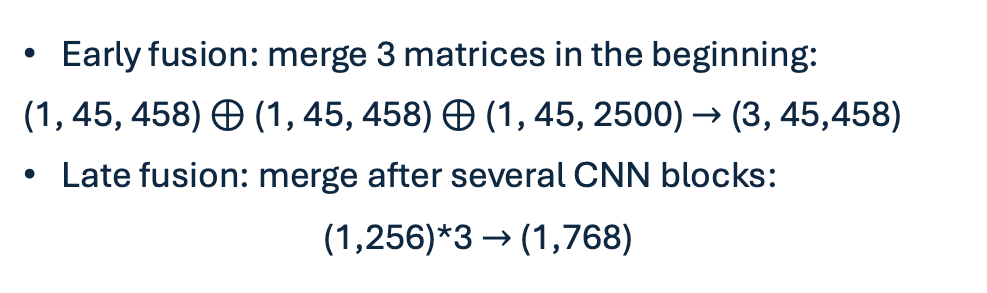 • Early fusion: merge 3 matrices in the beginning:
(1, 45, 458) ⊕ (1, 45, 458) ⊕ (1, 45, 2500) → (3, 45,458)
• Late fusion: merge after several CNN blocks:
(1,256)*3 → (1,768)